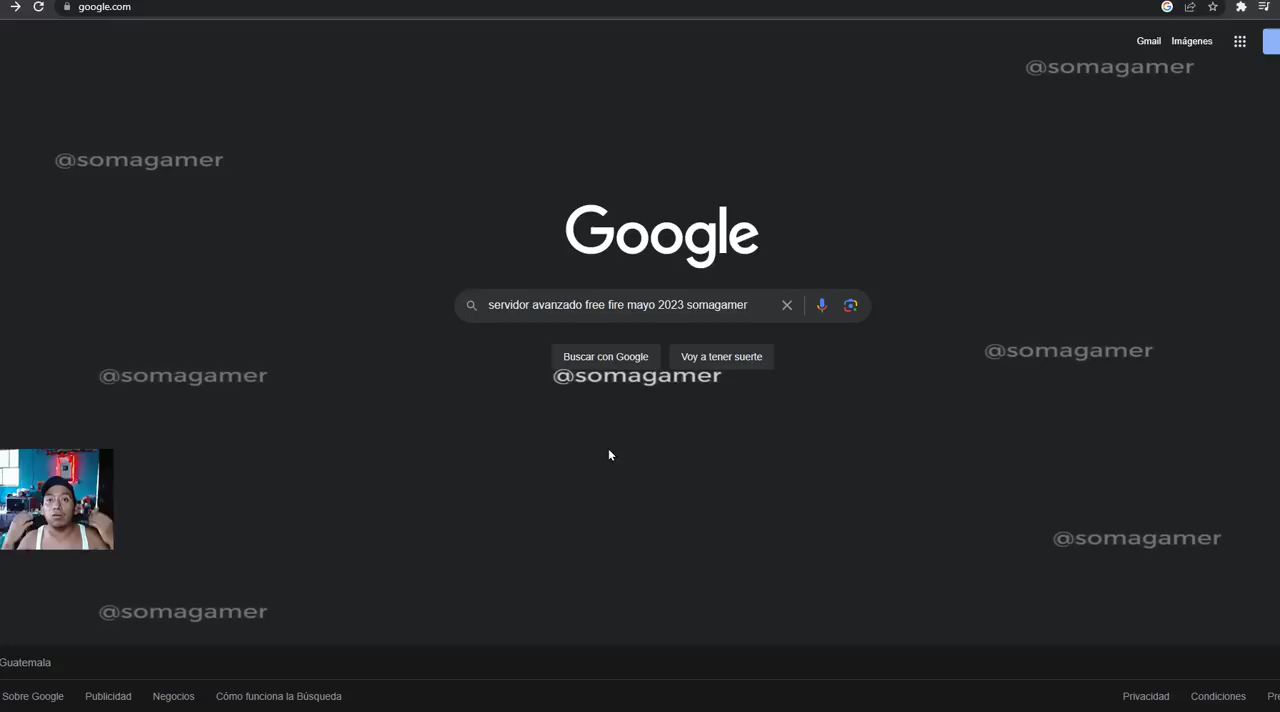 google.com
Gmail Imágenes
@somagamer
@somagamer
Google
servidor avanzado free fire mayo 2023 somagamer
Buscar con Google Voy a tener suerte
@somagamer
@somagamer
@somagamer
@somagamer
@somagamer
Guatemala
Sobre Google Publicidad Negocios Cómo funciona la Búsqueda Privacidad Condiciones